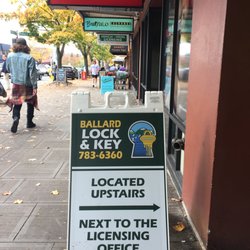 BALLARD
LOCK
& KEY
783-6360
LOCATED
UPSTAIRS
NEXT TO THE
LICENSING
OFFICE